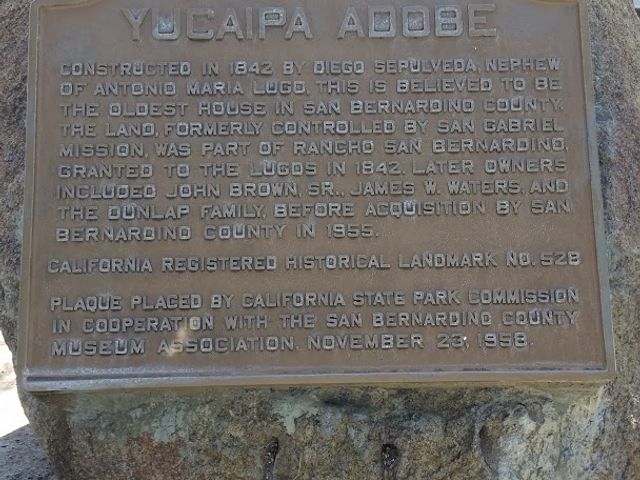 YUCAIPA ADOBE
CONSTRUCTED IN 1842 BY DIEGO SEPULVEDA, NEPHEW
OF ANTONIO MARIA LUGO, THIS IS BELIEVED TO BE
THE OLDEST HOUSE IN SAN BERNARDINO COUNTY.
THE LAND, FORMERLY CONTROLLED BY SAN GABRIEL
MISSION, WAS PART OF RANCHO SAN BERNARDINO,
GRANTED TO THE LUGOS IN 1842. LATER OWNERS
INCLUDED JOHN BROWN, SR., JAMES W. WATERS, AND
THE DUNLAP FAMILY, BEFORE ACQUISITION BY SAN
BERNARDINO COUNTY IN 1955.
CALIFORNIA REGISTERED HISTORICAL LANDMARK NO. 528
PLAQUE PLACED BY CALIFORNIA STATE PARK COMMISSION
IN COOPERATION WITH THE SAN BERNARDINO COUNTY
MUSEUM ASSOCIATION. NOVEMBER 23, 1958.